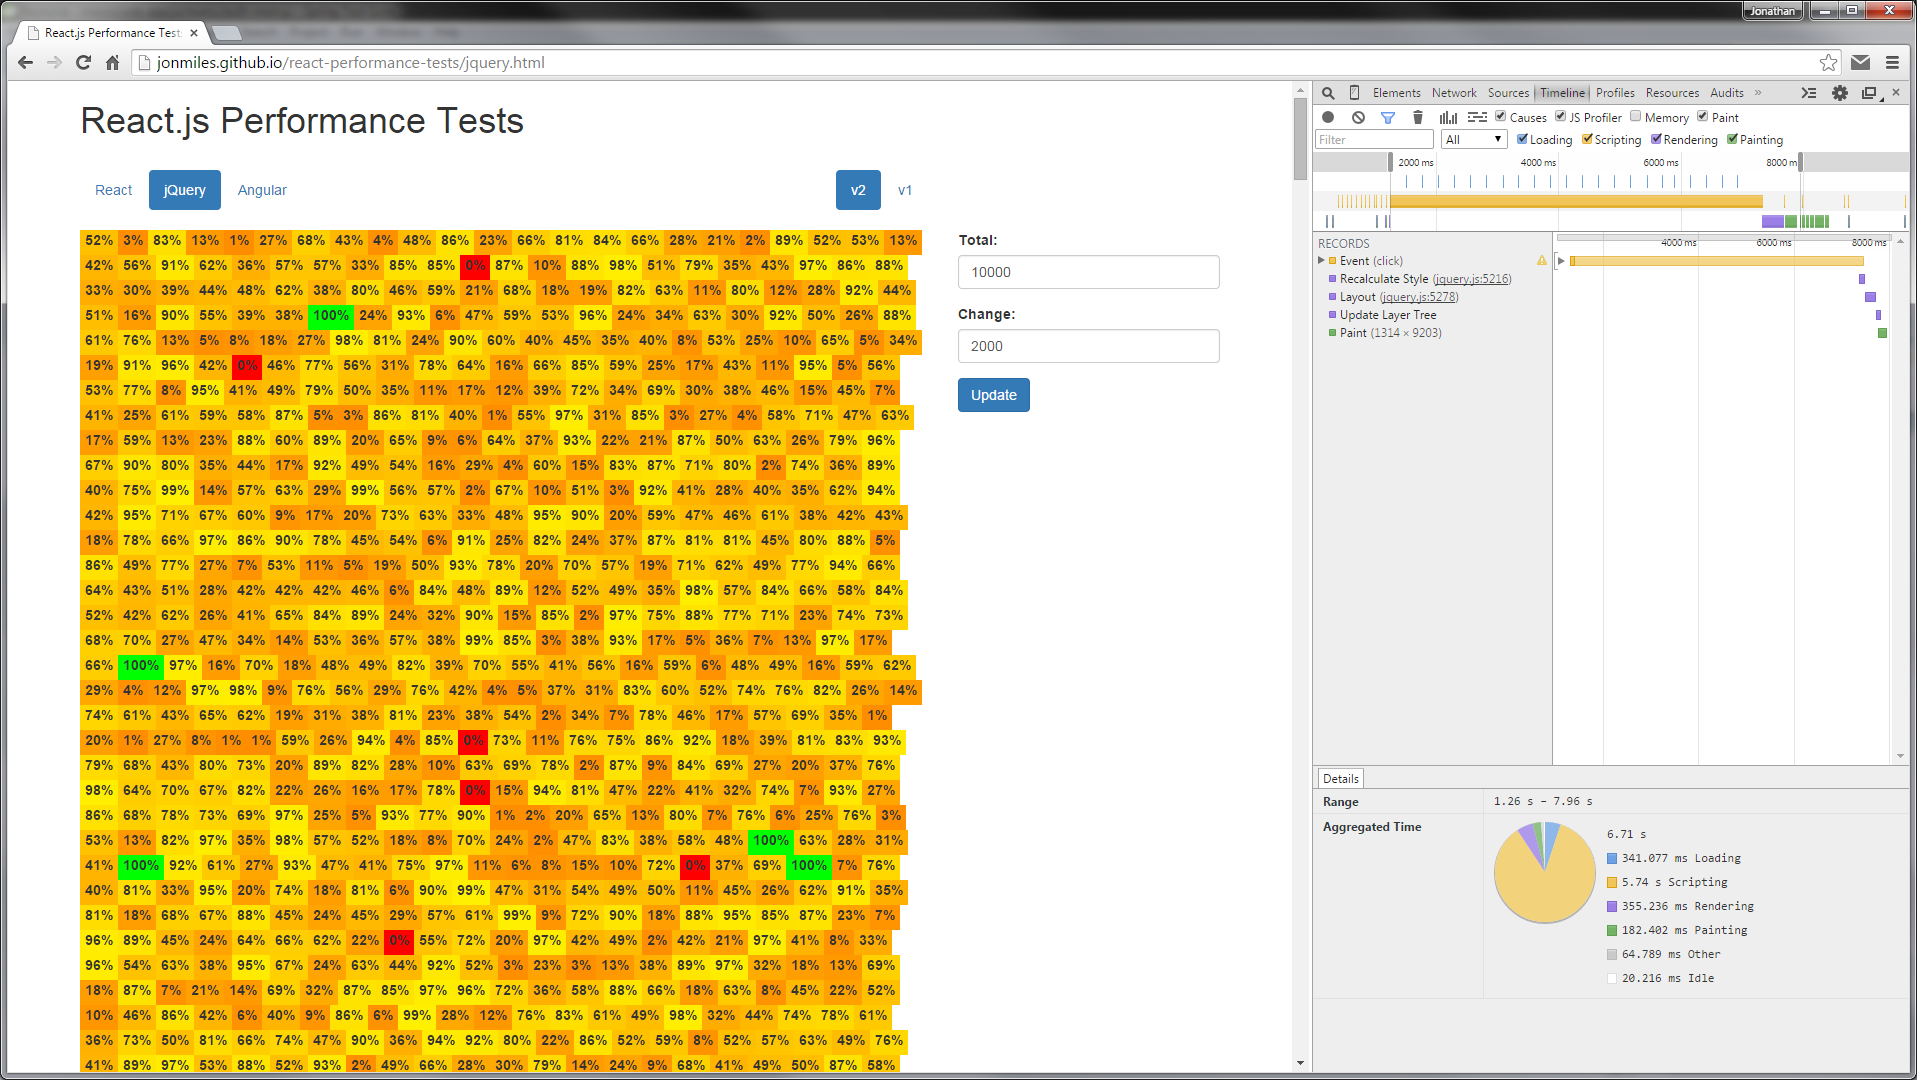 Jonathan
React.js Performance Test
jonmiles.github.io/react-performance-tests/jquery.html
React.js Performance Tests
React jQuery Angular v2 v1
52% 3% 83% 13% 1% 27% 68% 43% 4% 48% 86% 23% 66% 81% 84% 66% 28% 21% 2% 89% 52% 53% 13%
42% 56% 91% 62% 36% 57% 57% 33% 85% 85% 0% 87% 10% 88% 98% 51% 79% 35% 43% 97% 86% 88%
33% 30% 39% 44% 48% 62% 38% 80% 46% 59% 21% 68% 18% 19% 82% 63% 11% 80% 12% 28% 92% 44%
51% 16% 90% 55% 39% 38% 100% 24% 93% 6% 47% 59% 53% 96% 24% 34% 63% 30% 92% 50% 26% 88%
61% 76% 13% 5% 8% 18% 27% 98% 81% 24% 90% 60% 40% 45% 35% 40% 8% 53% 25% 10% 65% 5% 34%
19% 91% 96% 42% 0% 46% 77% 56% 31% 78% 64% 16% 66% 85% 59% 25% 17% 43% 11% 95% 5% 56%
53% 77% 8% 95% 41% 49% 79% 50% 35% 11% 17% 12% 39% 72% 34% 69% 30% 38% 46% 15% 45% 7%
41% 25% 61% 59% 58% 87% 5% 3% 86% 81% 40% 1% 55% 97% 31% 85% 3% 27% 4% 58% 71% 47% 63%
17% 59% 13% 23% 88% 60% 89% 20% 65% 9% 6% 64% 37% 93% 22% 21% 87% 50% 63% 26% 79% 96%
67% 90% 80% 35% 44% 17% 92% 49% 54% 16% 29% 4% 60% 15% 83% 87% 71% 80% 2% 74% 36% 89%
40% 75% 99% 14% 57% 63% 29% 99% 56% 57% 2% 67% 10% 51% 3% 92% 41% 28% 40% 35% 62% 94%
42% 95% 71% 67% 60% 9% 17% 20% 73% 63% 33% 48% 95% 90% 20% 59% 47% 46% 61% 38% 42% 43%
18% 78% 66% 97% 86% 90% 78% 45% 54% 6% 91% 25% 82% 24% 37% 87% 81% 81% 45% 80% 88% 5%
86% 49% 77% 27% 7% 53% 11% 5% 19% 50% 93% 78% 20% 70% 57% 19% 71% 62% 49% 77% 94% 66%
64% 43% 51% 28% 42% 42% 42% 46% 6% 84% 48% 89% 12% 52% 49% 35% 98% 57% 84% 66% 58% 84%
52% 42% 62% 26% 41% 65% 84% 89% 24% 32% 90% 15% 85% 2% 97% 75% 88% 77% 71% 23% 74% 73%
68% 70% 27% 47% 34% 14% 53% 36% 57% 38% 99% 85% 3% 38% 93% 17% 5% 36% 7% 13% 97% 17%
66% 100% 97% 16% 70% 18% 48% 49% 82% 39% 70% 55% 41% 56% 16% 59% 6% 48% 49% 16% 59% 62%
29% 4% 12% 97% 98% 9% 76% 56% 29% 76% 42% 4% 5% 37% 31% 83% 60% 52% 74% 76% 82% 26% 14%
74% 61% 43% 65% 62% 19% 31% 38% 81% 23% 38% 54% 2% 34% 7% 78% 46% 17% 57% 69% 35% 1%
20% 1% 27% 8% 1% 1% 59% 26% 94% 4% 85% 0% 73% 11% 76% 75% 86% 92% 18% 39% 81% 83% 93%
79% 68% 43% 80% 73% 20% 89% 82% 28% 10% 63% 69% 78% 2% 87% 9% 84% 69% 27% 20% 37% 76%
98% 64% 70% 67% 82% 22% 26% 16% 17% 78% 0% 15% 94% 81% 47% 22% 41% 32% 74% 7% 93% 27%
86% 68% 78% 73% 69% 97% 25% 5% 93% 77% 90% 1% 2% 20% 65% 13% 80% 7% 76% 6% 25% 76% 3%
53% 13% 82% 97% 35% 98% 57% 52% 18% 8% 70% 24% 2% 47% 83% 38% 58% 48% 100% 63% 28% 31%
41% 100% 92% 61% 27% 93% 47% 41% 75% 97% 11% 6% 8% 15% 10% 72% 0% 37% 69% 100% 7% 76%
40% 81% 33% 95% 20% 74% 18% 81% 6% 90% 99% 47% 31% 54% 49% 50% 11% 45% 26% 62% 91% 35%
81% 18% 68% 67% 88% 45% 24% 45% 29% 57% 61% 99% 9% 72% 90% 18% 88% 95% 85% 87% 23% 7%
96% 89% 45% 24% 64% 66% 62% 22% 0% 55% 72% 20% 97% 42% 49% 2% 42% 21% 97% 41% 8% 33%
96% 54% 63% 38% 95% 67% 24% 63% 44% 92% 52% 3% 23% 3% 13% 38% 89% 97% 32% 18% 13% 69%
18% 87% 7% 21% 14% 69% 32% 87% 85% 97% 96% 72% 36% 58% 88% 66% 18% 63% 8% 45% 22% 52%
10% 46% 86% 42% 6% 40% 9% 86% 6% 99% 28% 12% 76% 83% 61% 49% 98% 32% 44% 74% 78% 61%
36% 73% 50% 81% 66% 74% 47% 90% 36% 94% 92% 80% 22% 86% 52% 59% 8% 52% 57% 63% 49% 76%
41% 89% 97% 53% 88% 52% 93% 2% 49% 66% 28% 30% 79% 14% 24% 9% 68% 41% 49% 50% 87% 58%
Total:
10000
Change:
2000
Update
Elements Network Sources Timeline Profiles Resources Audits »
Causes JS Profiler Memory Paint
Filter All Loading Scripting Rendering Painting
2000 ms 4000 ms 6000 ms 8000 m
RECORDS 4000 ms 6000 ms 8000 ms
Event (click)
Recalculate Style (jquery.js:5216)
Layout (jquery.js:5278)
Update Layer Tree
Paint (1314 × 9203)
Details
Range 1.26 s – 7.96 s
Aggregated Time
6.71 s
341.077 ms Loading
5.74 s Scripting
355.236 ms Rendering
182.402 ms Painting
64.789 ms Other
20.216 ms Idle